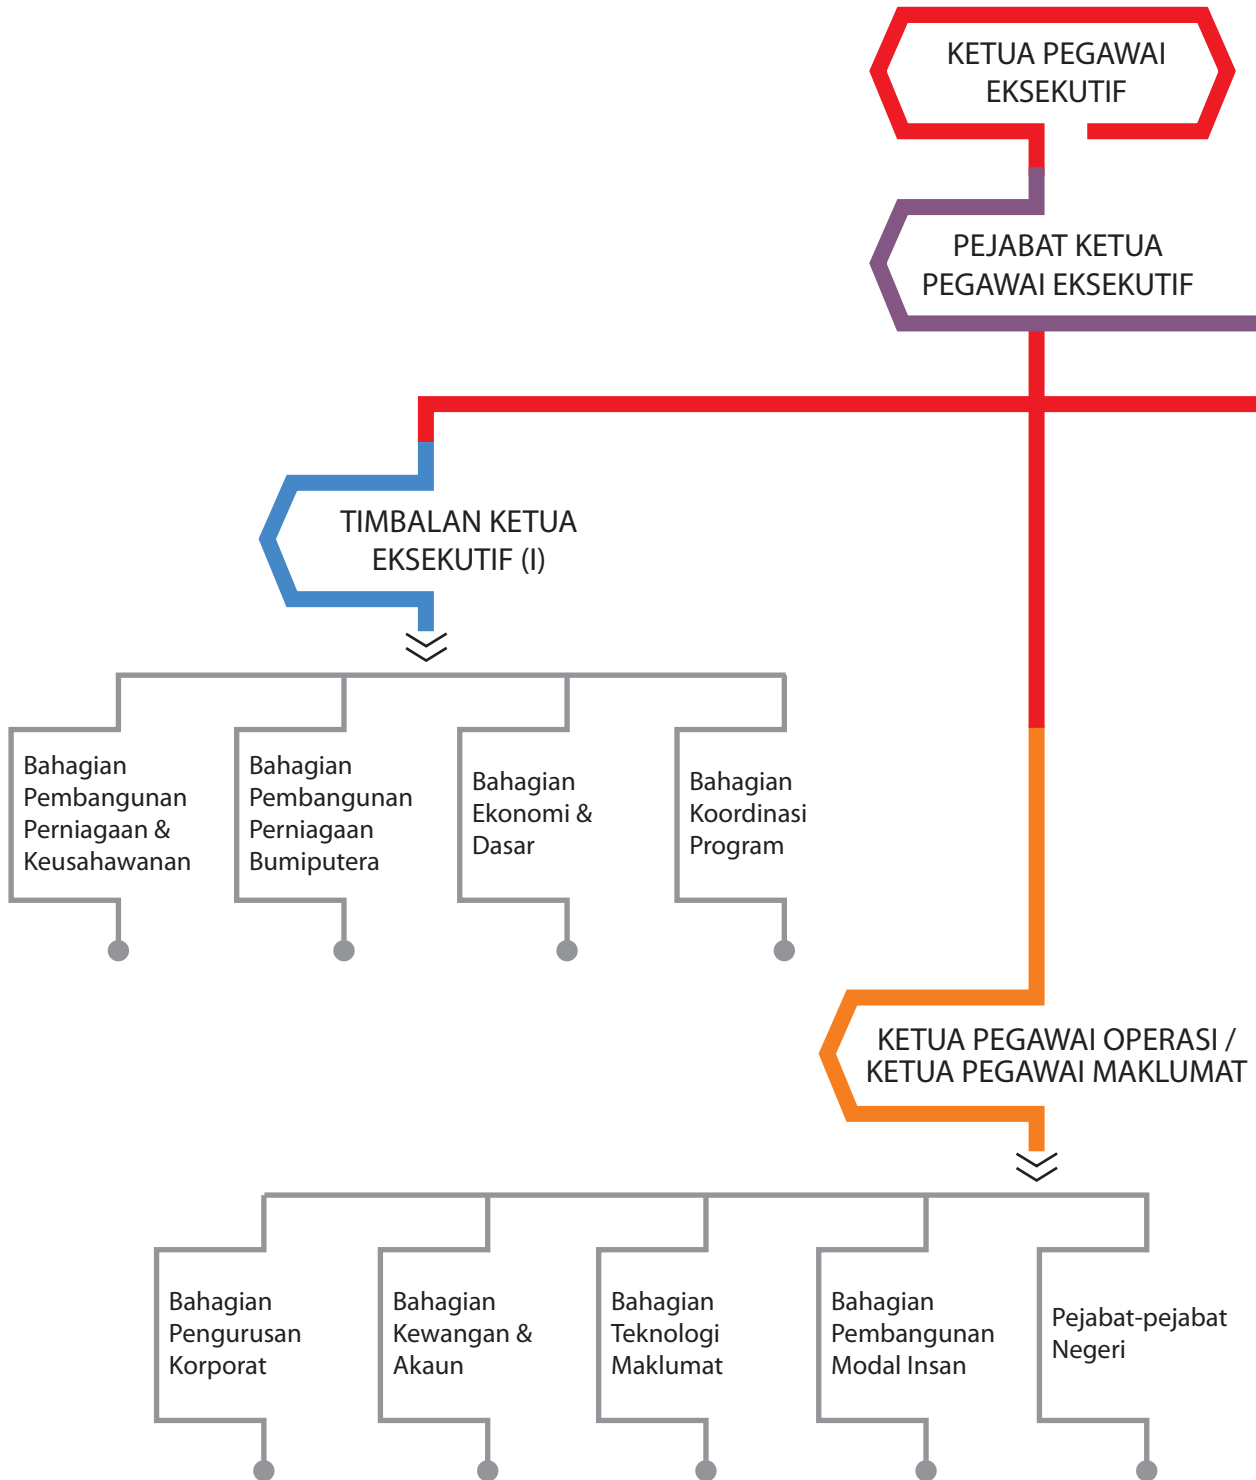 KETUA PEGAWAI
EKSEKUTIF
PEJABAT KETUA
PEGAWAI EKSEKUTIF
TIMBALAN KETUA
EKSEKUTIF (I)
Bahagian
Pembangunan
Perniagaan &
Keusahawanan
Bahagian
Pembangunan
Perniagaan
Bumiputera
Bahagian
Ekonomi &
Dasar
Bahagian
Koordinasi
Program
KETUA PEGAWAI OPERASI /
KETUA PEGAWAI MAKLUMAT
Bahagian
Pengurusan
Korporat
Bahagian
Kewangan &
Akaun
Bahagian
Teknologi
Maklumat
Bahagian
Pembangunan
Modal Insan
Pejabat-pejabat
Negeri